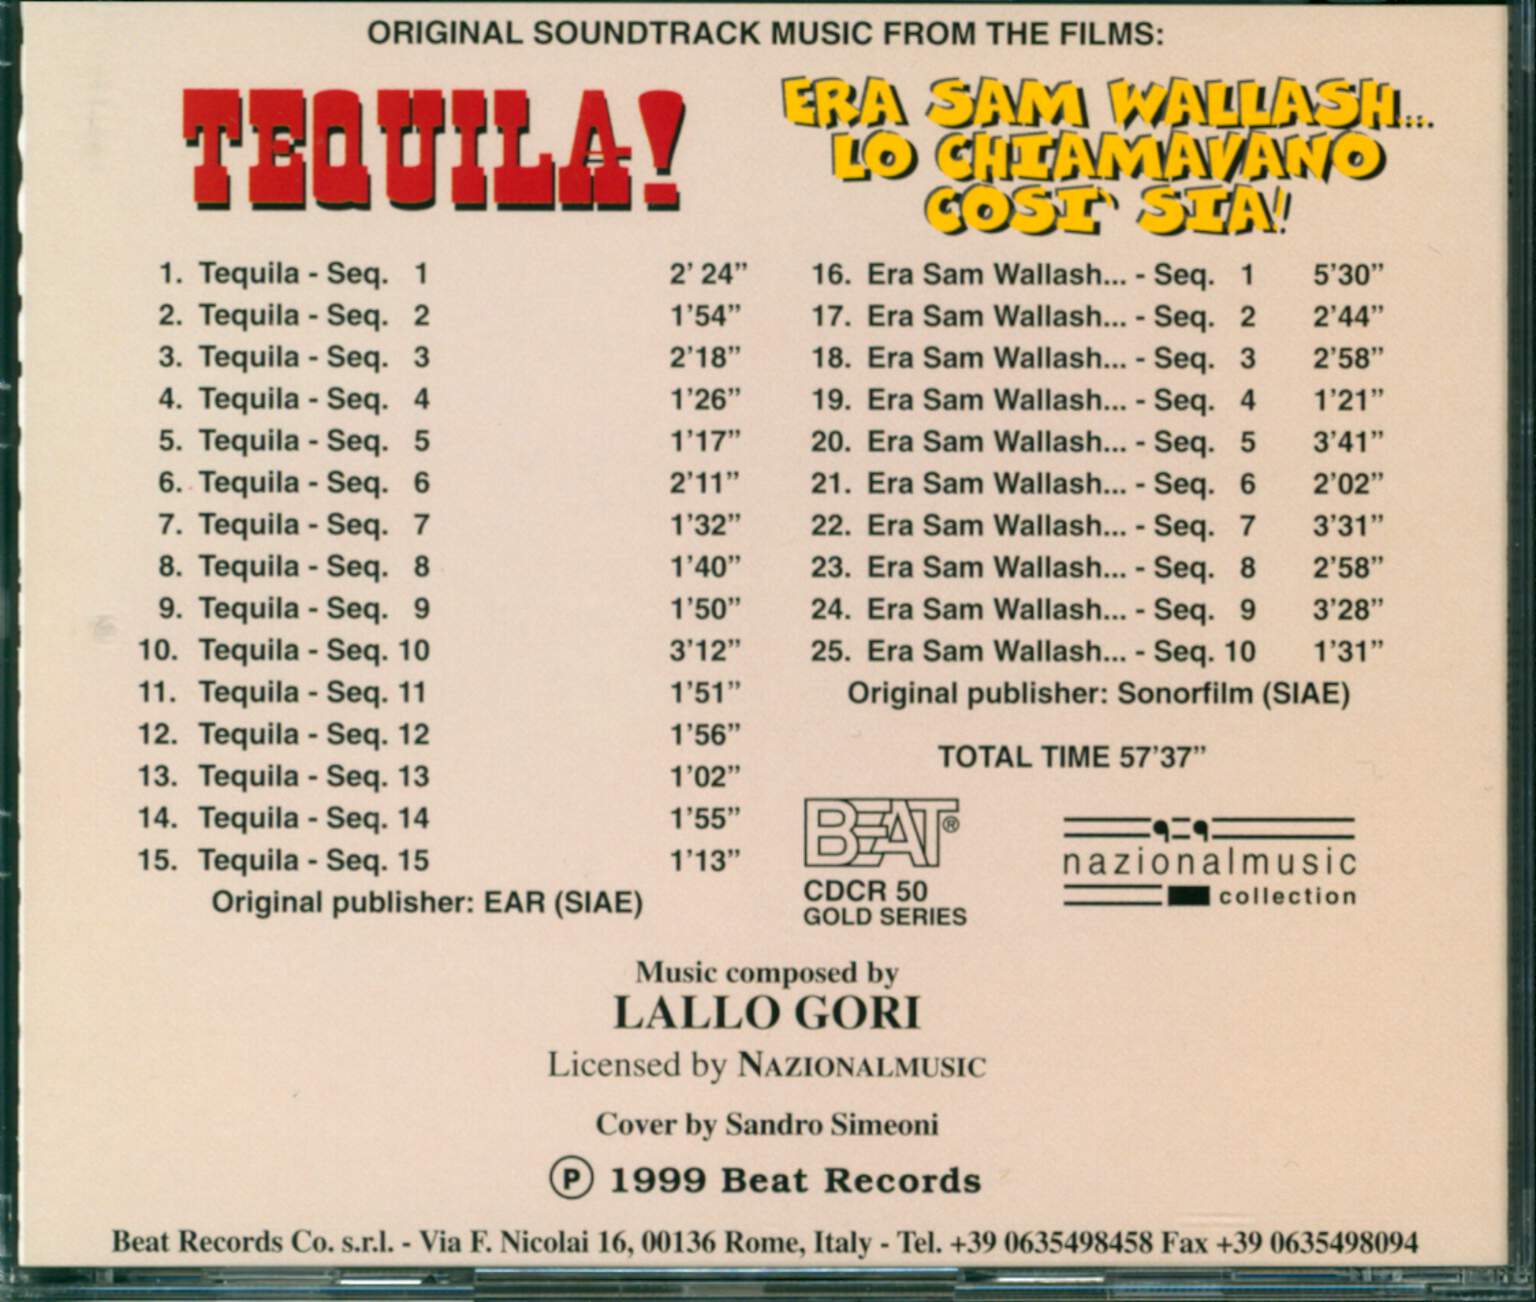 ORIGINAL SOUNDTRACK MUSIC FROM THE FILMS:
TEQUILA!
1. Tequila - Seq. 1 2' 24”
2. Tequila - Seq. 2 1'54”
3. Tequila - Seq. 3 2'18”
4. Tequila - Seq. 4 1'26”
5. Tequila - Seq. 5 1'17”
6. Tequila - Seq. 6 2'11”
7. Tequila - Seq. 7 1'32”
8. Tequila - Seq. 8 1'40”
9. Tequila - Seq. 9 1'50”
10. Tequila - Seq. 10 3'12”
11. Tequila - Seq. 11 1'51”
12. Tequila - Seq. 12 1'56”
13. Tequila - Seq. 13 1'02”
14. Tequila - Seq. 14 1'55”
15. Tequila - Seq. 15 1'13”
Original publisher: EAR (SIAE)
ERA SAM WALLASH...
LO CHIAMAVANO
COSI' SIA!
16. Era Sam Wallash... - Seq. 1 5'30”
17. Era Sam Wallash... - Seq. 2 2'44”
18. Era Sam Wallash... - Seq. 3 2'58”
19. Era Sam Wallash... - Seq. 4 1'21”
20. Era Sam Wallash... - Seq. 5 3'41”
21. Era Sam Wallash... - Seq. 6 2'02”
22. Era Sam Wallash... - Seq. 7 3'31”
23. Era Sam Wallash... - Seq. 8 2'58”
24. Era Sam Wallash... - Seq. 9 3'28”
25. Era Sam Wallash... - Seq. 10 1'31”
Original publisher: Sonorfilm (SIAE)
TOTAL TIME 57'37”
BEAT®
CDCR 50
GOLD SERIES
nazionalmusic
collection
Music composed by
LALLO GORI
Licensed by NAZIONALMUSIC
Cover by Sandro Simeoni
℗ 1999 Beat Records
Beat Records Co. s.r.l. - Via F. Nicolai 16, 00136 Rome, Italy - Tel. +39 0635498458 Fax +39 0635498094